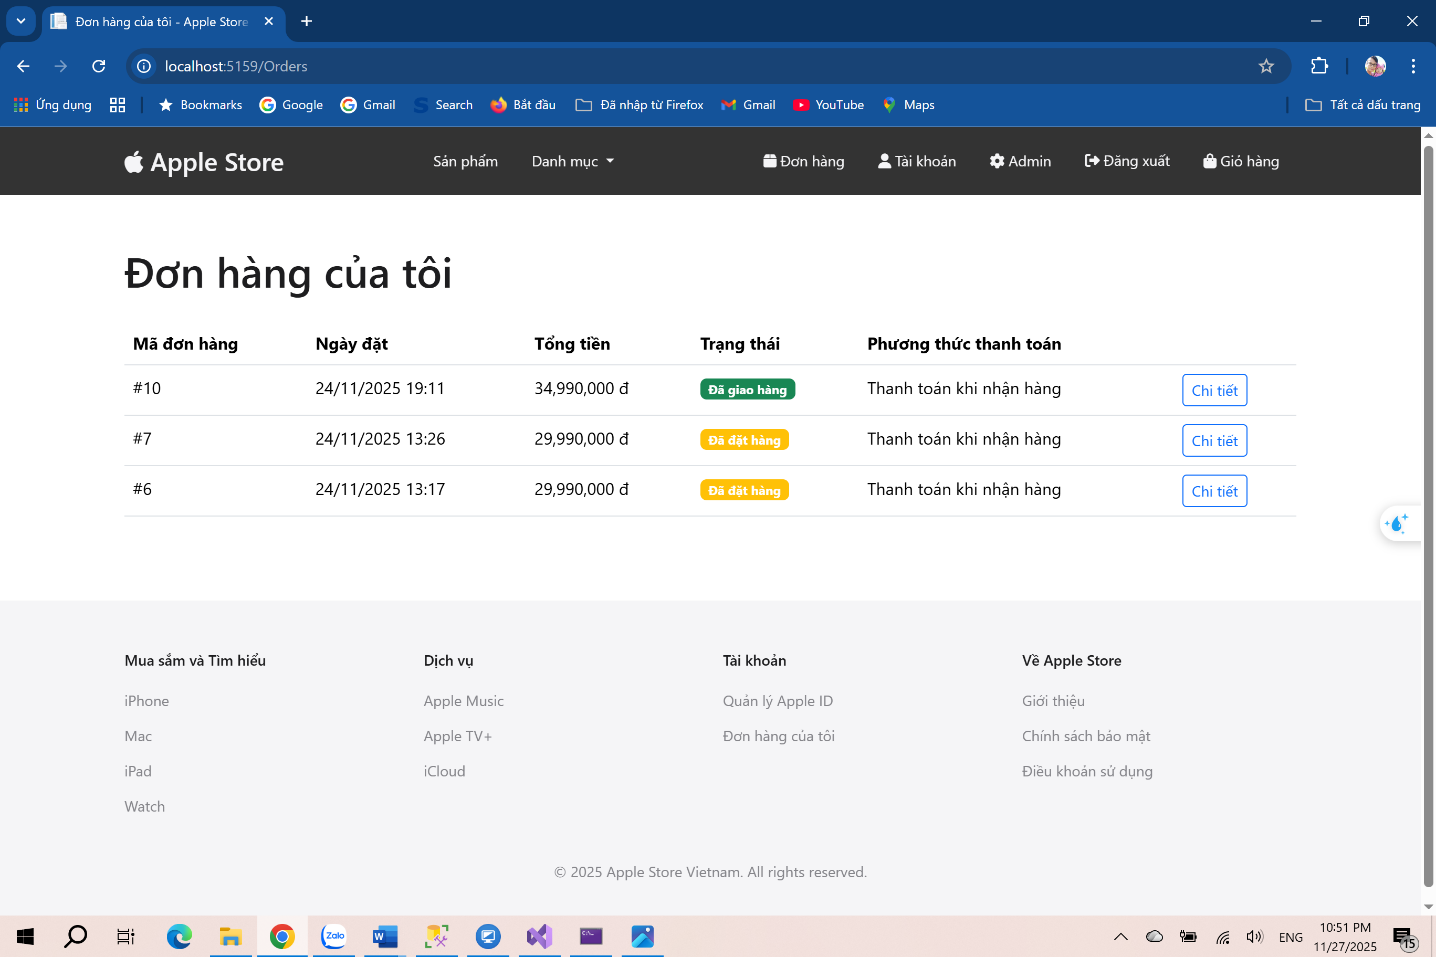 Đơn hàng của tôi - Apple Store
localhost:5159/Orders
Ứng dụng Bookmarks Google Gmail Search Bắt đầu Đã nhập từ Firefox Gmail YouTube Maps Tất cả dấu trang
Apple Store Sản phẩm Danh mục Đơn hàng Tài khoản Admin Đăng xuất Giỏ hàng
Đơn hàng của tôi
Mã đơn hàng Ngày đặt Tổng tiền Trạng thái Phương thức thanh toán
#10 24/11/2025 19:11 34,990,000 đ Đã giao hàng Thanh toán khi nhận hàng Chi tiết
#7 24/11/2025 13:26 29,990,000 đ Đã đặt hàng Thanh toán khi nhận hàng Chi tiết
#6 24/11/2025 13:17 29,990,000 đ Đã đặt hàng Thanh toán khi nhận hàng Chi tiết
Mua sắm và Tìm hiểu Dịch vụ Tài khoản Về Apple Store
iPhone Apple Music Quản lý Apple ID Giới thiệu
Mac Apple TV+ Đơn hàng của tôi Chính sách bảo mật
iPad iCloud Điều khoản sử dụng
Watch
© 2025 Apple Store Vietnam. All rights reserved.
Zalo
ENG
10:51 PM
11/27/2025
15